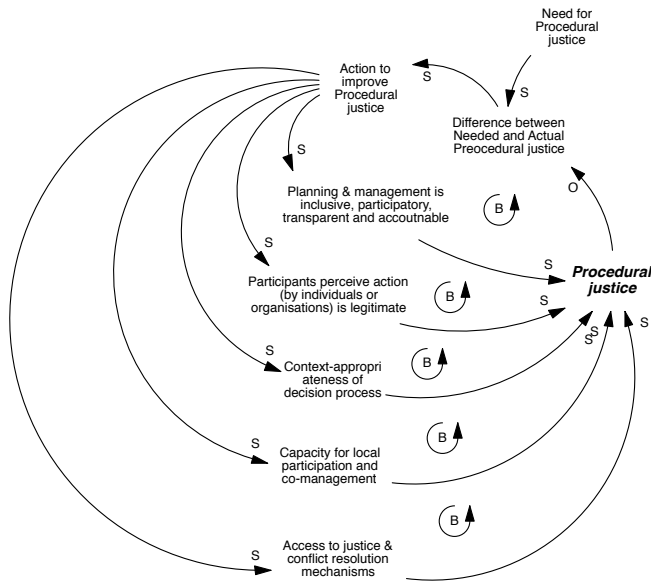 Need for
Procedural
justice
Action to
improve
Procedural
justice
S
S
Difference between
Needed and Actual
Preocedural justice
S
O
Planning & management is
inclusive, participatory,
transparent and accoutnable
B
S
S
Procedural
justice
Participants perceive action
(by individuals or
organisations) is legitimate
B
S
S
S
S
S
Context-appropri
ateness of
decision process
B
B
S
Capacity for local
participation and
co-management
B
S
Access to justice &
conflict resolution
mechanisms